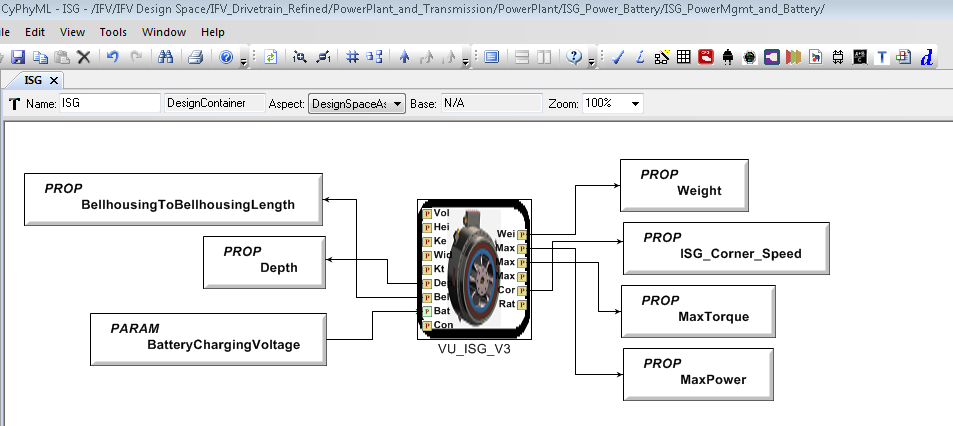 CyPhyML - ISG - /IFV/IFV Design Space/IFV_Drivetrain_Refined/PowerPlant_and_Transmission/PowerPlant/ISG_Power_Battery/ISG_PowerMgmt_and_Battery/
le Edit View Tools Window Help
ISG
Name: ISG DesignContainer Aspect: DesignSpaceAs Base: N/A Zoom: 100%
PROP
BellhousingToBellhousingLength
PROP
Depth
PARAM
BatteryChargingVoltage
P Vol
P Hei
P Ke
P Wid
P Kt
P De
P Bel
P Bat
P Con
Wei P
Max P
Max P
Max P
Cor P
Rat P
VU_ISG_V3
PROP
Weight
PROP
ISG_Corner_Speed
PROP
MaxTorque
PROP
MaxPower